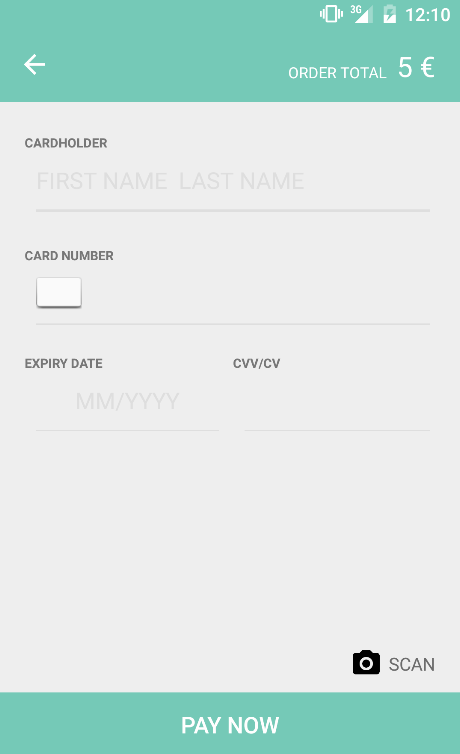 3G 12:10
ORDER TOTAL 5 €
CARDHOLDER
FIRST NAME LAST NAME
CARD NUMBER
EXPIRY DATE CVV/CV
MM/YYYY
SCAN
PAY NOW